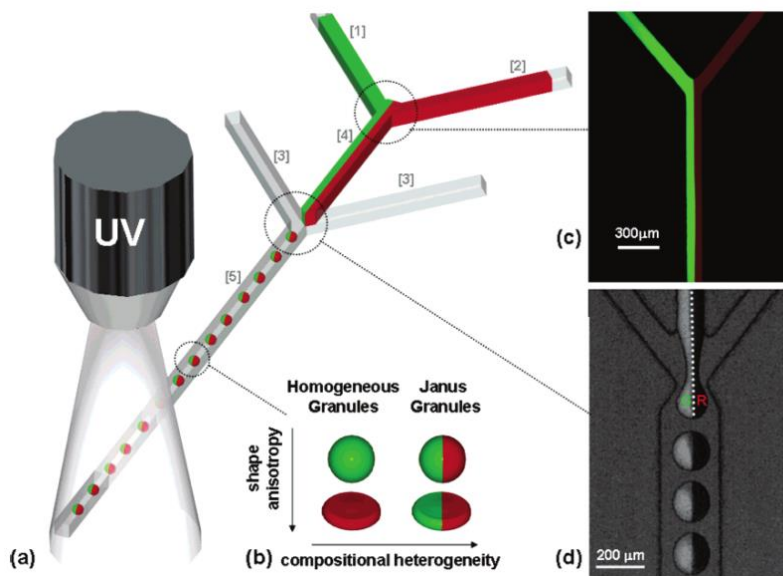 [1]
[2]
[3]
[4]
[3]
[5]
UV
(a)
Homogeneous
Granules
Janus
Granules
shape
anisotropy
(b)
compositional heterogeneity
300μm
(c)
R
200 μm
(d)